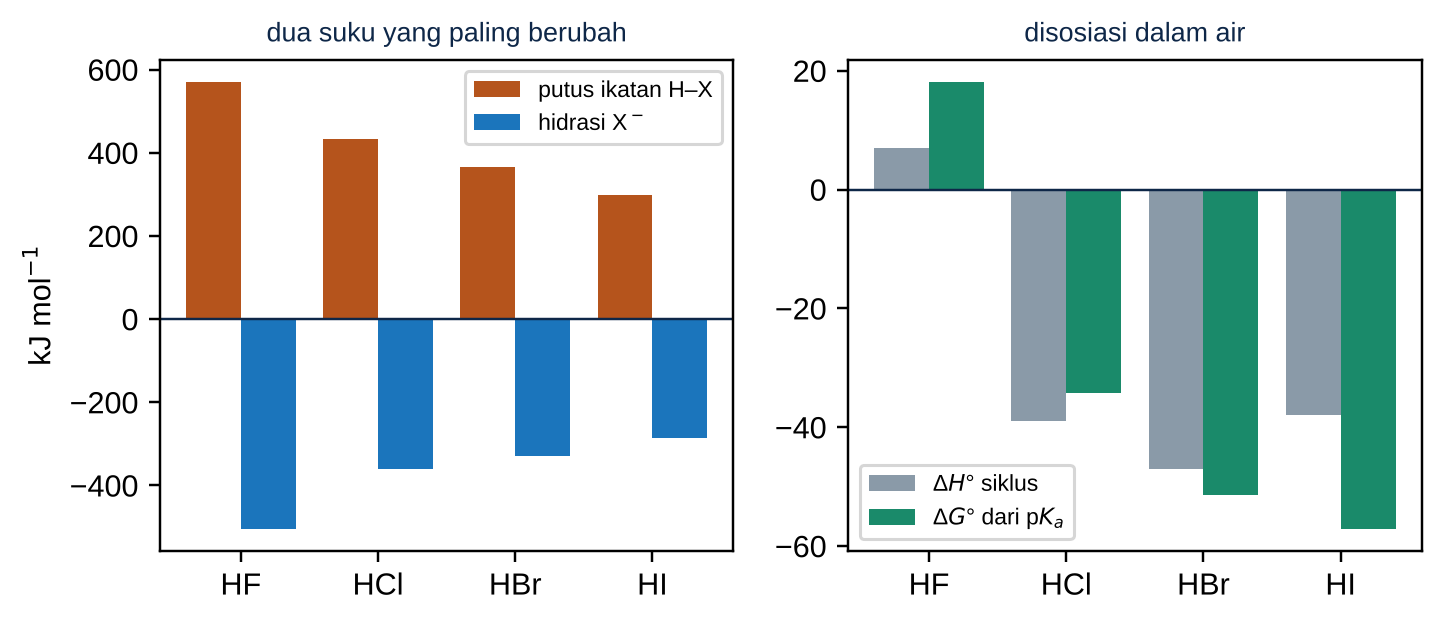 dua suku yang paling berubah
kJ mol⁻¹
600
400
200
0
−200
−400
putus ikatan H–X
hidrasi X⁻
HF HCl HBr HI
disosiasi dalam air
20
0
−20
−40
−60
ΔH° siklus
ΔG° dari pKₐ
HF HCl HBr HI